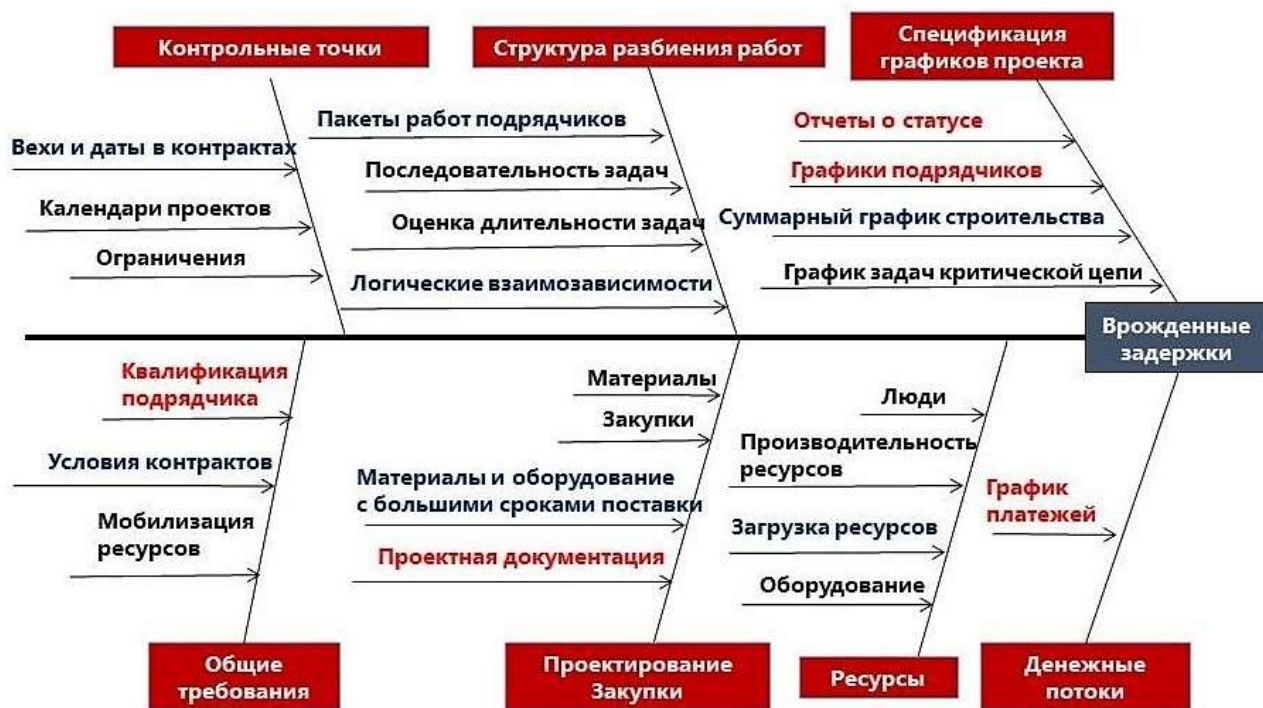 Контрольные точки
Структура разбиения работ
Спецификация
графиков проекта
Вехи и даты в контрактах
Календари проектов
Ограничения
Пакеты работ подрядчиков
Последовательность задач
Оценка длительности задач
Логические взаимозависимости
Отчеты о статусе
Графики подрядчиков
Суммарный график строительства
График задач критической цепи
Врожденные
задержки
Квалификация
подрядчика
Условия контрактов
Мобилизация
ресурсов
Материалы
Закупки
Материалы и оборудование
с большими сроками поставки
Проектная документация
Люди
Производительность
ресурсов
Загрузка ресурсов
Оборудование
График
платежей
Общие
требования
Проектирование
Закупки
Ресурсы
Денежные
потоки